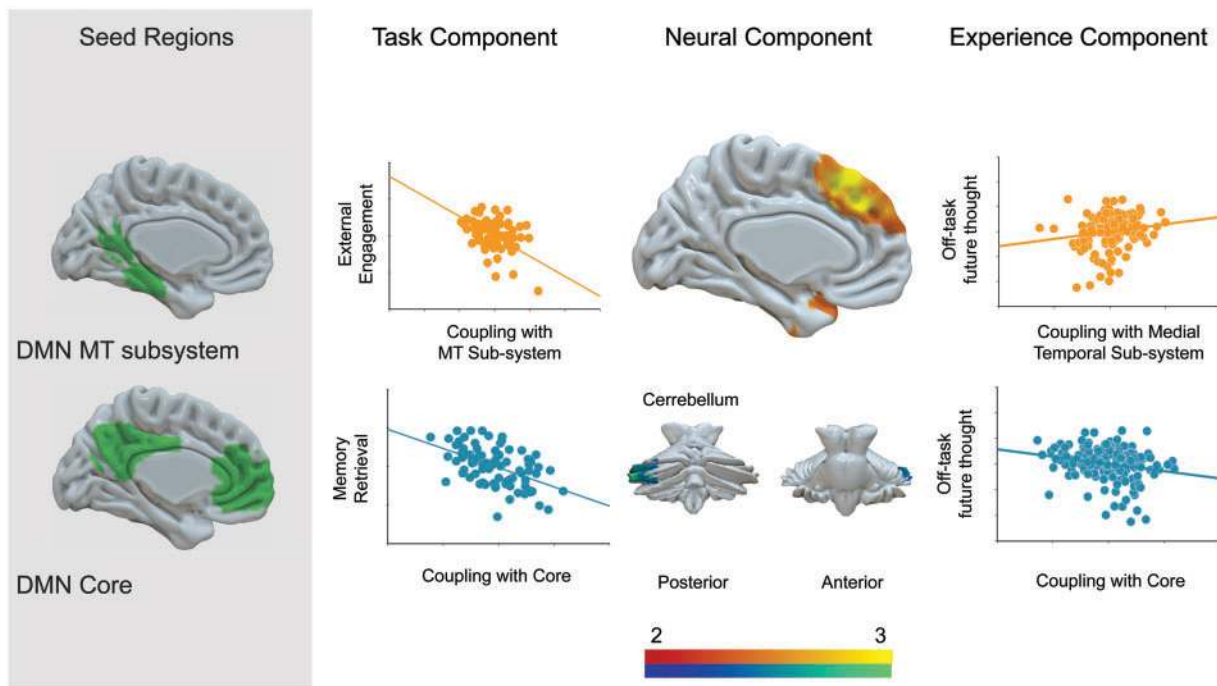 Seed Regions
Task Component
Neural Component
Experience Component
External
Engagement
Off-task
future thought
Coupling with
MT Sub-system
Coupling with Medial
Temporal Sub-system
DMN MT subsystem
Cerrebellum
Memory
Retrieval
Off-task
future thought
Coupling with Core
Posterior
Anterior
Coupling with Core
DMN Core
2
3